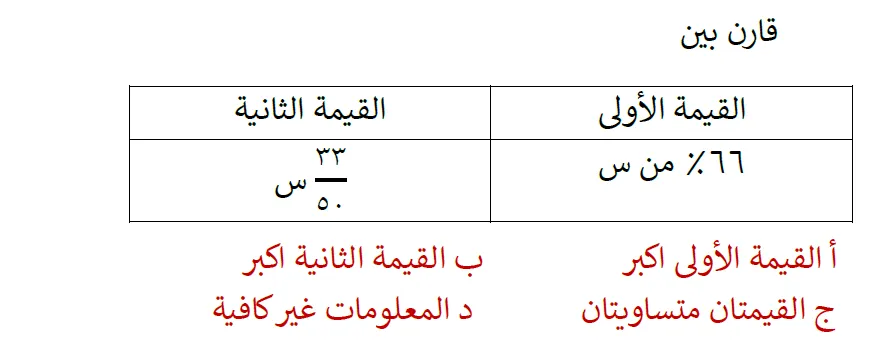 قارن بين
القيمة الأولى القيمة الثانية
٦٦٪ من س ٣٣/٥٠ س
أ القيمة الأولى اكبر ب القيمة الثانية اكبر
ج القيمتان متساويتان د المعلومات غير كافية